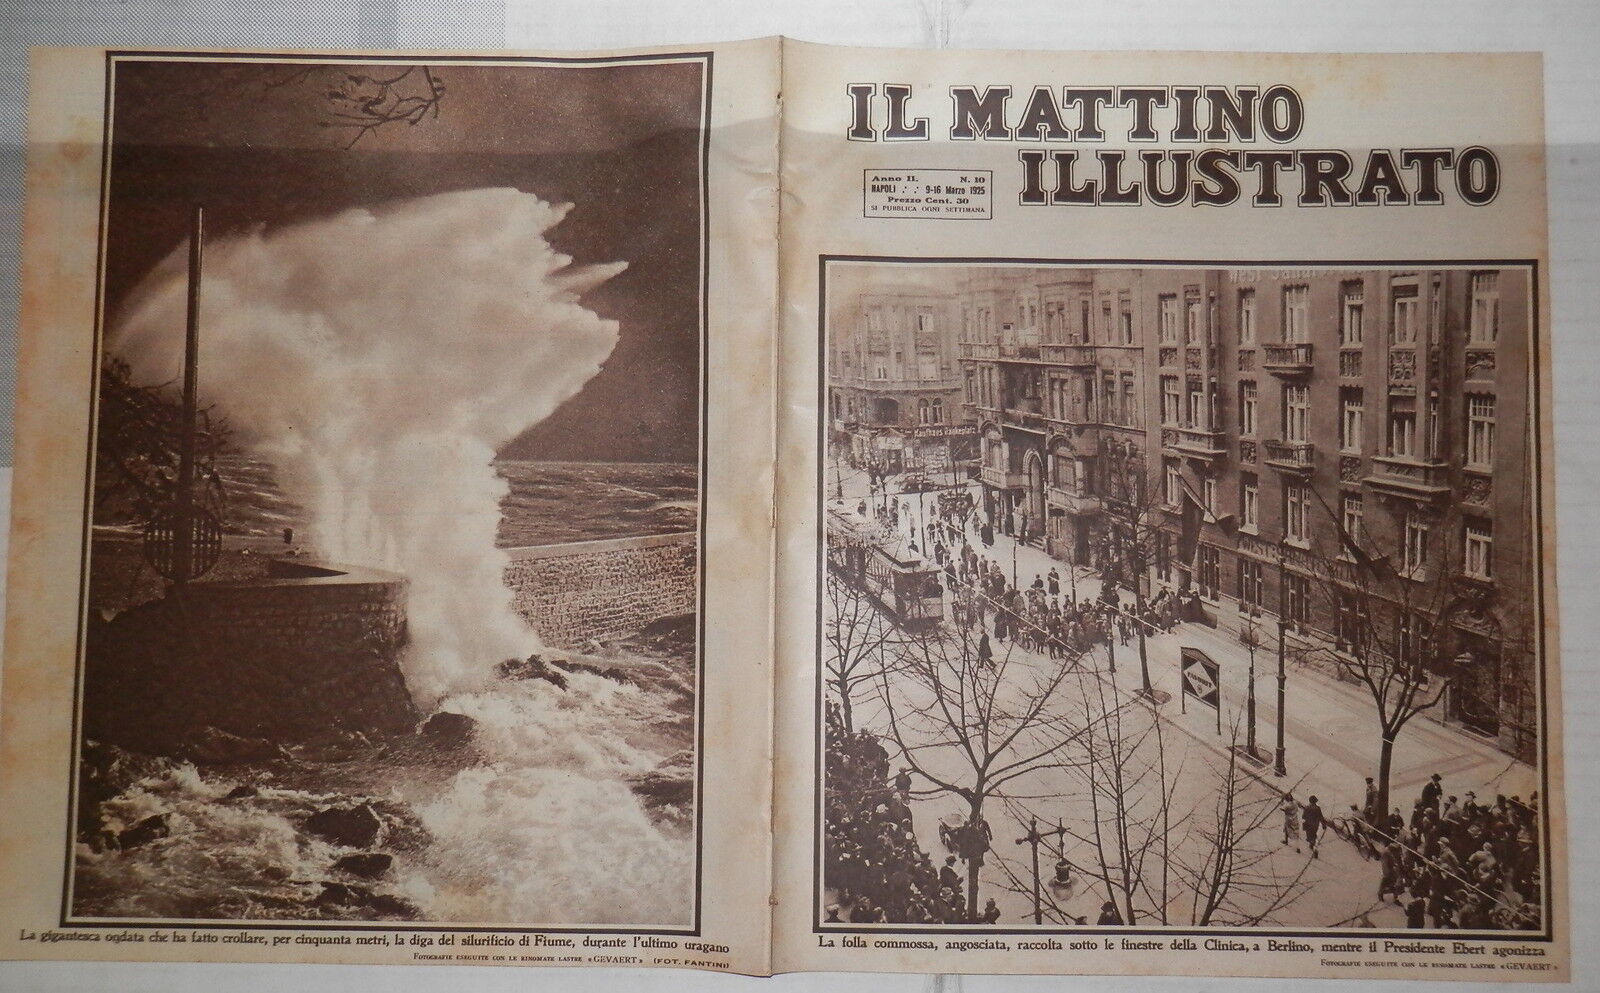 La gigantesca ondata che ha fatto crollare, per cinquanta metri, la diga del silurificio di Fiume, durante l'ultimo uragano
FOTOGRAFIE ESEGUITE CON LE RINOMATE LASTRE «GEVAERT» (FOT. FANTINI)
IL MATTINO
ILLUSTRATO
Anno II. N. 10
NAPOLI .·. .·. 9-16 Marzo 1925
Prezzo Cent. 30
SI PUBBLICA OGNI SETTIMANA
Kaufhaus
La folla commossa, angosciata, raccolta sotto le finestre della Clinica, a Berlino, mentre il Presidente Ebert agonizza
FOTOGRAFIE ESEGUITE CON LE RINOMATE LASTRE «GEVAERT»